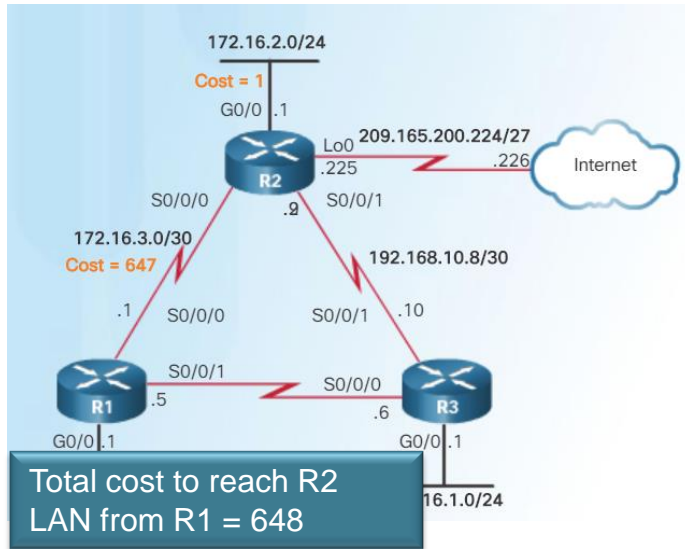 172.16.2.0/24
Cost = 1
G0/0 .1
Lo0 209.165.200.224/27
.225 .226 Internet
R2
S0/0/0 S0/0/1
172.16.3.0/30
192.168.10.8/30
Cost = 647
.1 S0/0/0 S0/0/1 .10
S0/0/1 S0/0/0
R1 .5 .6 R3
G0/0 .1 G0/0 .1
Total cost to reach R2
LAN from R1 = 648
16.1.0/24